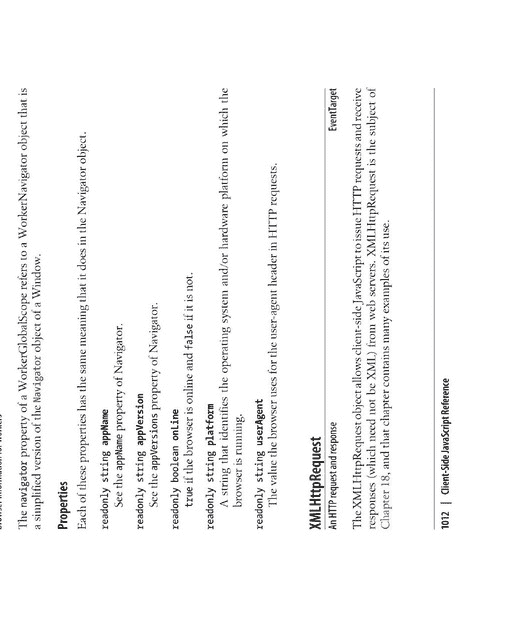 browser information for workers
The navigator property of a WorkerGlobalScope refers to a WorkerNavigator object that is
a simplified version of the Navigator object of a Window.
Properties
Each of these properties has the same meaning that it does in the Navigator object.
readonly string appName
See the appName property of Navigator.
readonly string appVersion
See the appVersions property of Navigator.
readonly boolean onLine
true if the browser is online and false if it is not.
readonly string platform
A string that identifies the operating system and/or hardware platform on which the
browser is running.
readonly string userAgent
The value the browser uses for the user-agent header in HTTP requests.
XMLHttpRequest
An HTTP request and response EventTarget
The XMLHttpRequest object allows client-side JavaScript to issue HTTP requests and receive
responses (which need not be XML) from web servers. XMLHttpRequest is the subject of
Chapter 18, and that chapter contains many examples of its use.
1012 | Client-Side JavaScript Reference